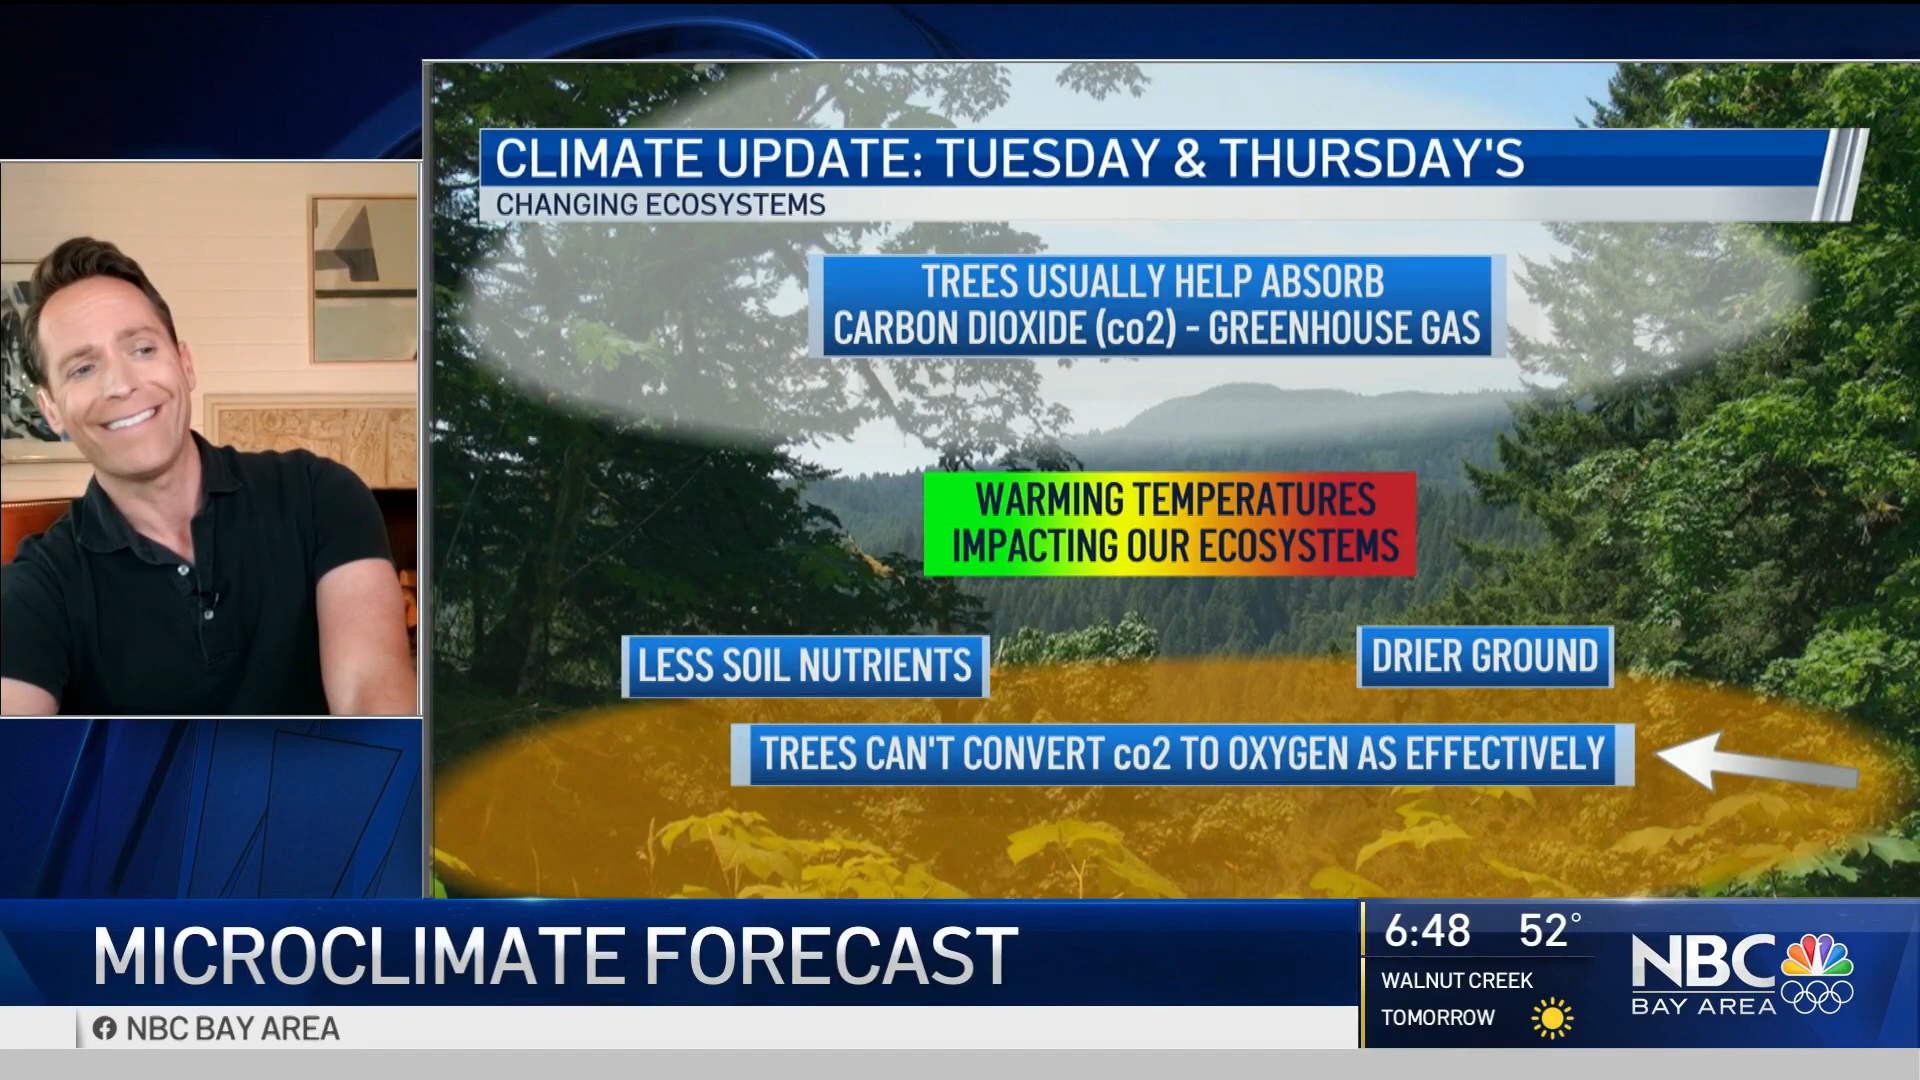 CLIMATE UPDATE: TUESDAY & THURSDAY'S
CHANGING ECOSYSTEMS
TREES USUALLY HELP ABSORB
CARBON DIOXIDE (co2) - GREENHOUSE GAS
WARMING TEMPERATURES
IMPACTING OUR ECOSYSTEMS
LESS SOIL NUTRIENTS
DRIER GROUND
TREES CAN'T CONVERT co2 TO OXYGEN AS EFFECTIVELY
MICROCLIMATE FORECAST
NBC BAY AREA
6:48 52°
WALNUT CREEK
TOMORROW
NBC
BAY AREA